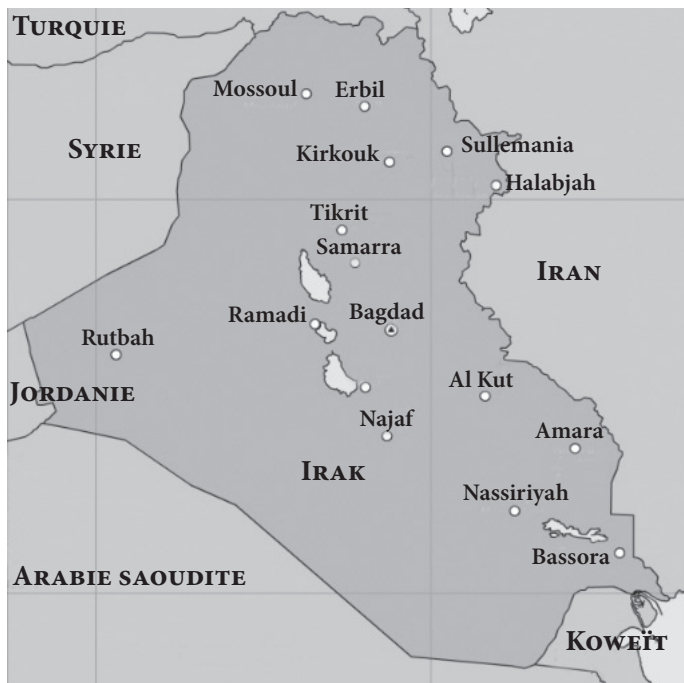 TURQUIE
Mossoul
Erbil
SYRIE
Kirkouk
Sullemania
Halabjah
Tikrit
Samarra
IRAN
Ramadi
Bagdad
Rutbah
JORDANIE
Al Kut
Najaf
Amara
IRAK
Nassiriyah
Bassora
ARABIE SAOUDITE
KOWEÏT